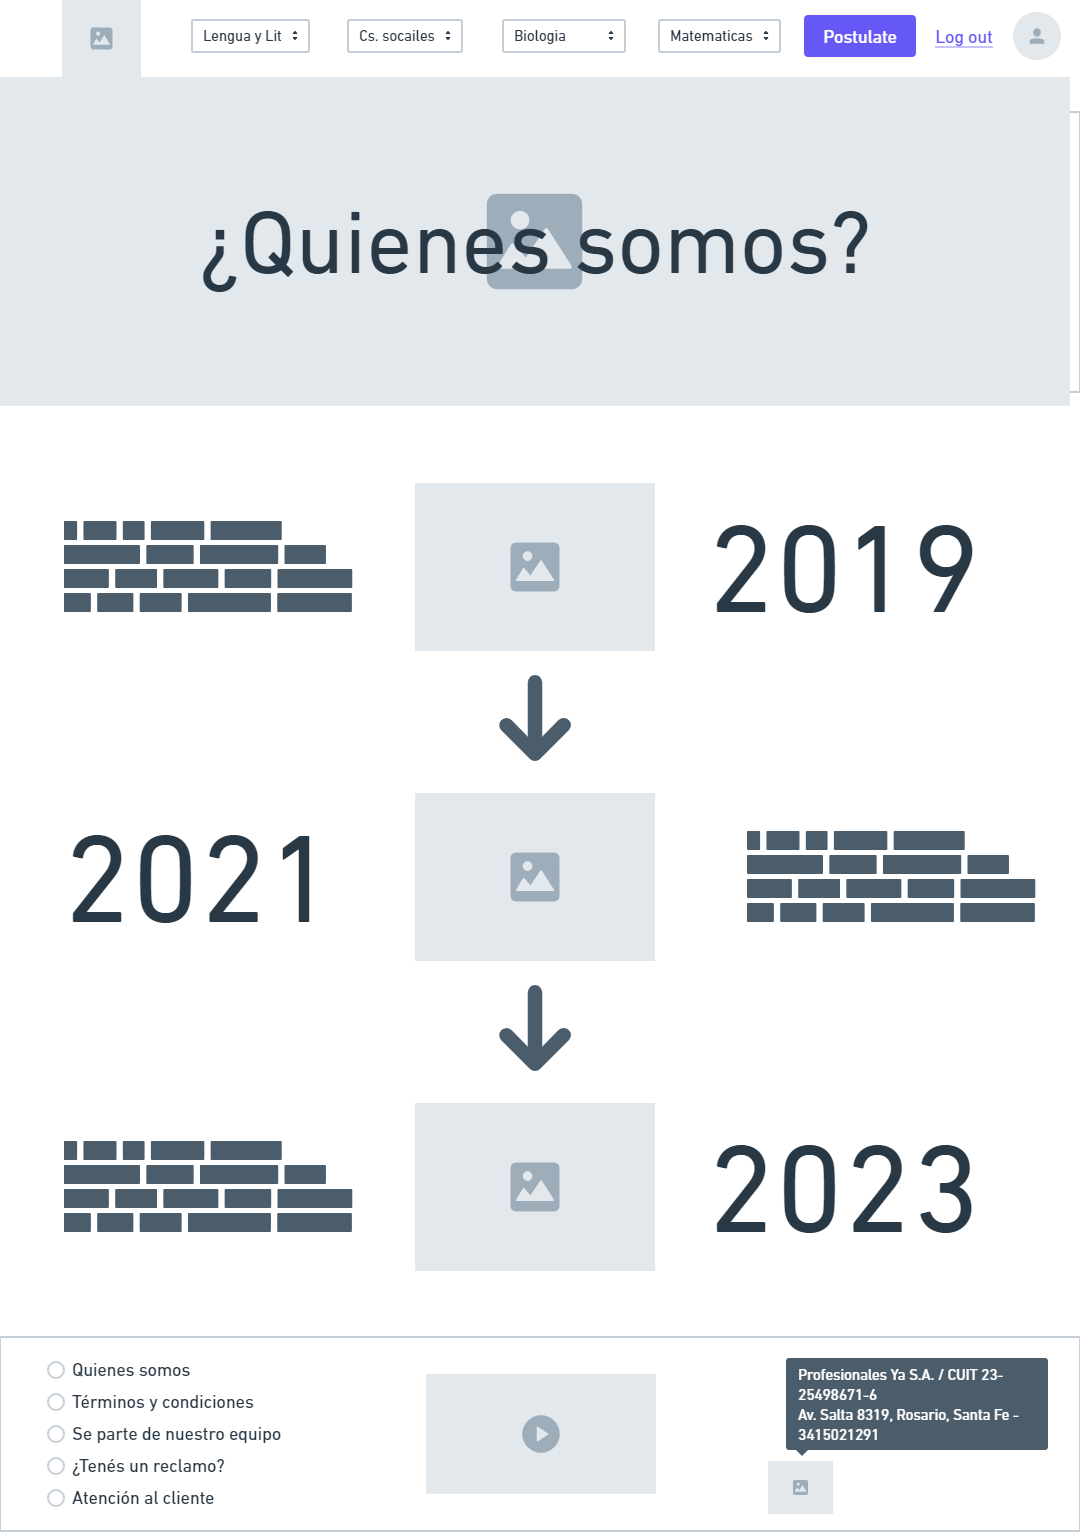 Lengua y Lit
Cs. socailes
Biologia
Matematicas
Postulate
Log out
¿Quienes somos?
2019
2021
2023
Quienes somos
Términos y condiciones
Se parte de nuestro equipo
¿Tenés un reclamo?
Atención al cliente
Profesionales Ya S.A. / CUIT 23-
25498671-6
Av. Salta 8319, Rosario, Santa Fe -
3415021291